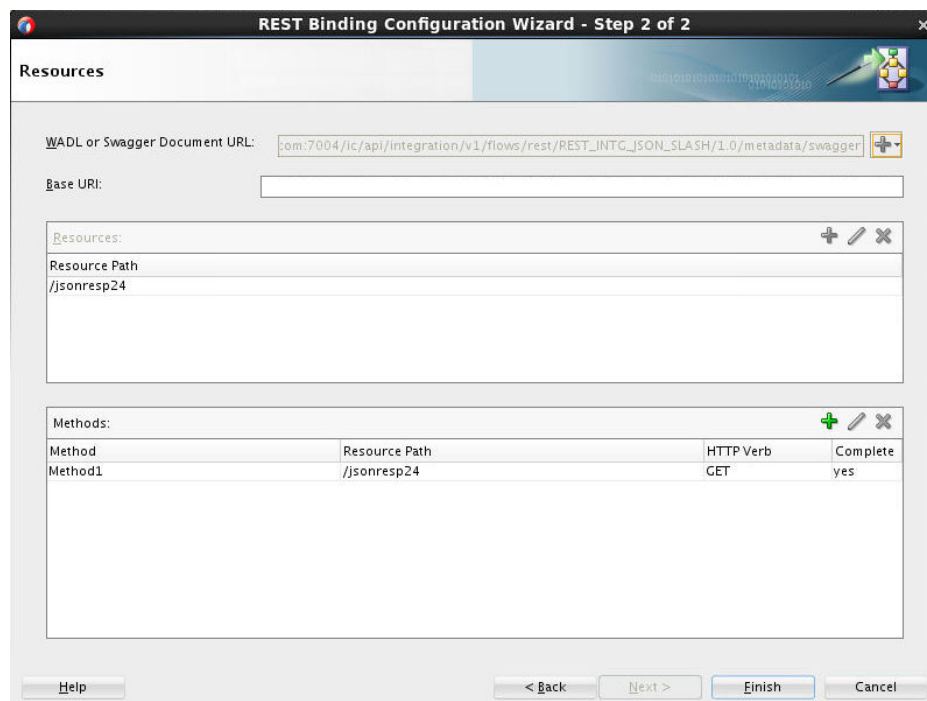 REST Binding Configuration Wizard - Step 2 of 2
Resources
WADL or Swagger Document URL: :om:7004/ic/api/integration/v1/flows/rest/REST_INTG_JSON_SLASH/1.0/metadata/swagger
Base URI:
Resources:
Resource Path
/jsonresp24
Methods:
Method Resource Path HTTP Verb Complete
Method1 /jsonresp24 GET yes
Help < Back Next > Finish Cancel